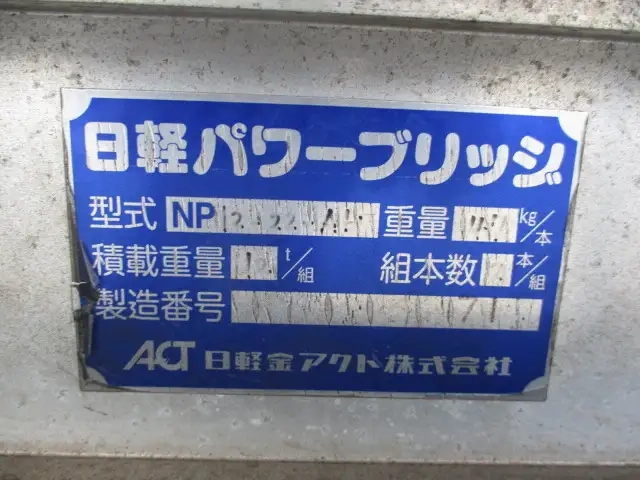 日軽パワーブリッジ
型式 NP 重量 kg/本
積載重量 t/組 組本数 本/組
製造番号
ACT 日軽金アクト株式会社